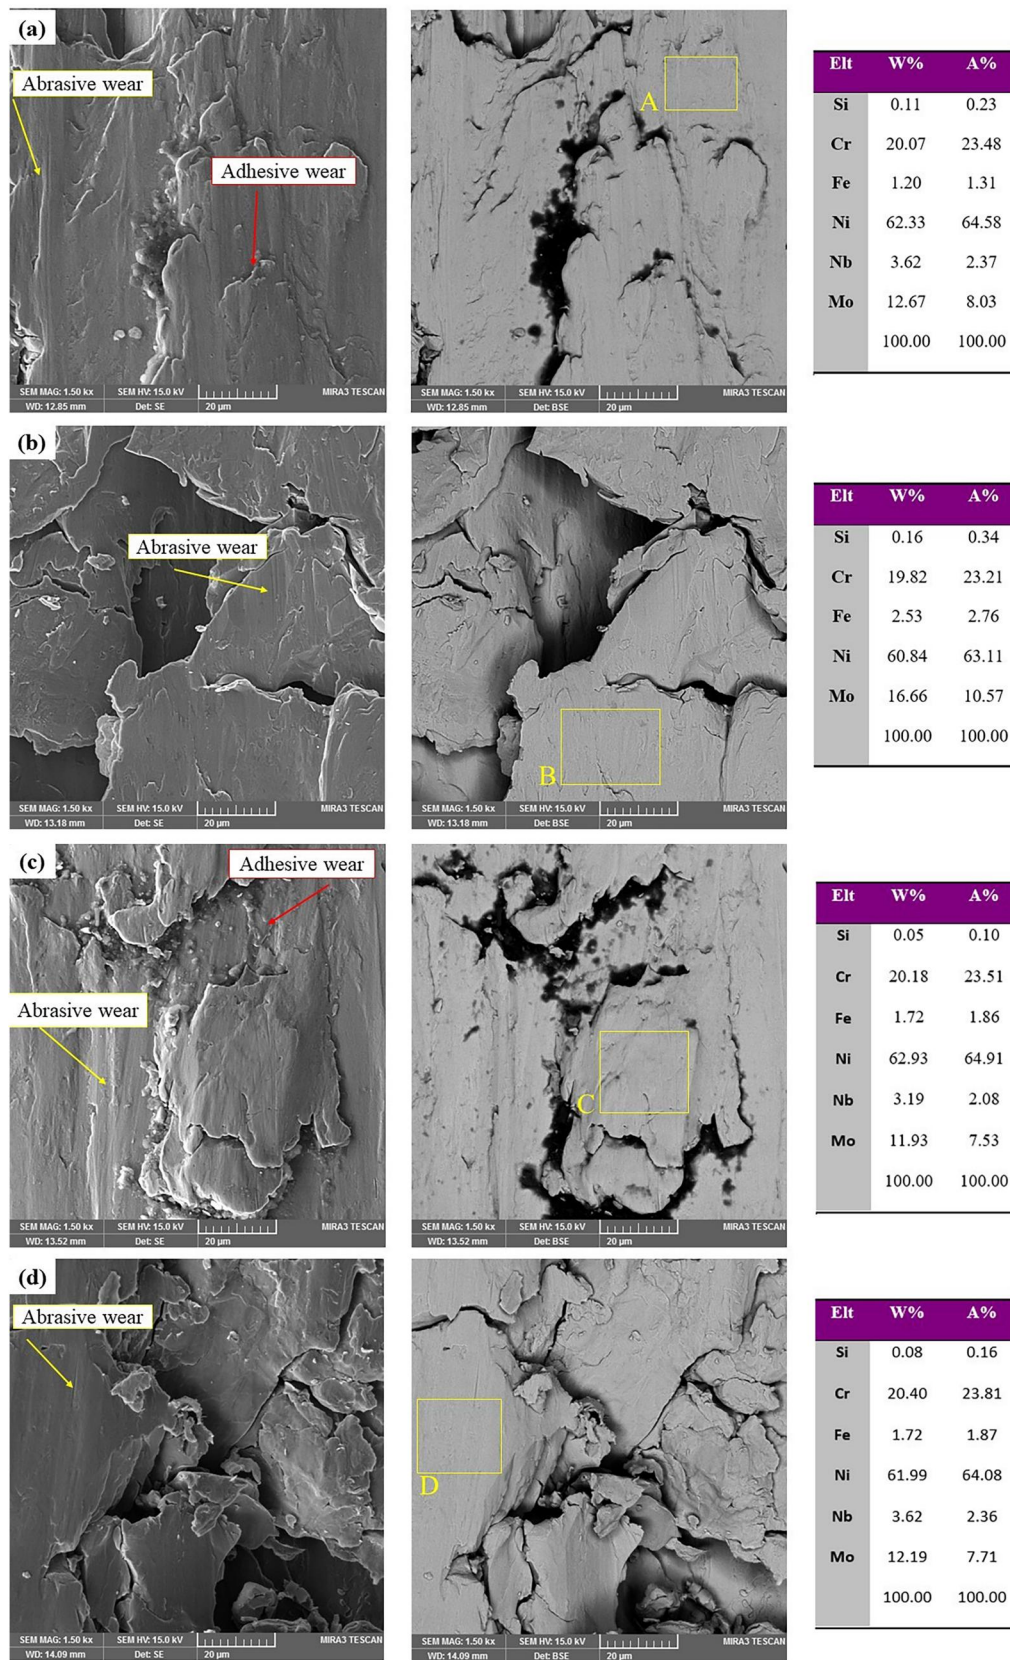 (a)
Abrasive wear
Adhesive wear
SEM MAG: 1.50 kx SEM HV: 15.0 kV
WD: 12.85 mm Det: SE 20 µm MIRA3 TESCAN
A
SEM MAG: 1.50 kx SEM HV: 15.0 kV
WD: 12.85 mm Det: BSE 20 µm MIRA3 TESCAN
Elt W% A%
Si 0.11 0.23
Cr 20.07 23.48
Fe 1.20 1.31
Ni 62.33 64.58
Nb 3.62 2.37
Mo 12.67 8.03
100.00 100.00
(b)
Abrasive wear
SEM MAG: 1.50 kx SEM HV: 15.0 kV
WD: 13.18 mm Det: SE 20 µm MIRA3 TESCAN
B
SEM MAG: 1.50 kx SEM HV: 15.0 kV
WD: 13.18 mm Det: BSE 20 µm MIRA3 TESCAN
Elt W% A%
Si 0.16 0.34
Cr 19.82 23.21
Fe 2.53 2.76
Ni 60.84 63.11
Mo 16.66 10.57
100.00 100.00
(c)
Adhesive wear
Abrasive wear
SEM MAG: 1.50 kx SEM HV: 15.0 kV
WD: 13.52 mm Det: SE 20 µm MIRA3 TESCAN
C
SEM MAG: 1.50 kx SEM HV: 15.0 kV
WD: 13.52 mm Det: BSE 20 µm MIRA3 TESCAN
Elt W% A%
Si 0.05 0.10
Cr 20.18 23.51
Fe 1.72 1.86
Ni 62.93 64.91
Nb 3.19 2.08
Mo 11.93 7.53
100.00 100.00
(d)
Abrasive wear
SEM MAG: 1.50 kx SEM HV: 15.0 kV
WD: 14.09 mm Det: SE 20 µm MIRA3 TESCAN
D
SEM MAG: 1.50 kx SEM HV: 15.0 kV
WD: 14.09 mm Det: BSE 20 µm MIRA3 TESCAN
Elt W% A%
Si 0.08 0.16
Cr 20.40 23.81
Fe 1.72 1.87
Ni 61.99 64.08
Nb 3.62 2.36
Mo 12.19 7.71
100.00 100.00